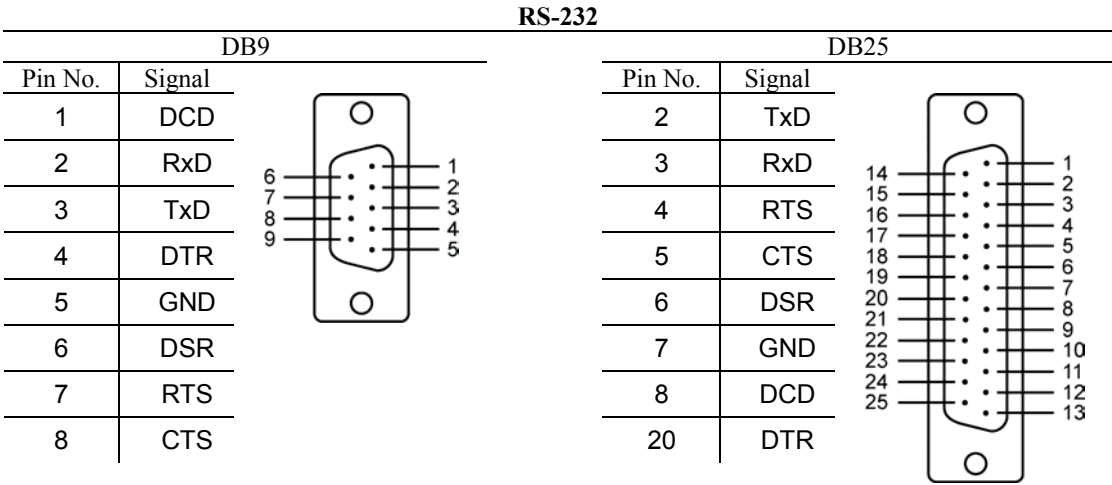 RS-232
DB9
Pin No. Signal
1 DCD
2 RxD
3 TxD
4 DTR
5 GND
6 DSR
7 RTS
8 CTS
6
7
8
9
1
2
3
4
5
DB25
Pin No. Signal
2 TxD
3 RxD
4 RTS
5 CTS
6 DSR
7 GND
8 DCD
20 DTR
14
15
16
17
18
19
20
21
22
23
24
25
1
2
3
4
5
6
7
8
9
10
11
12
13